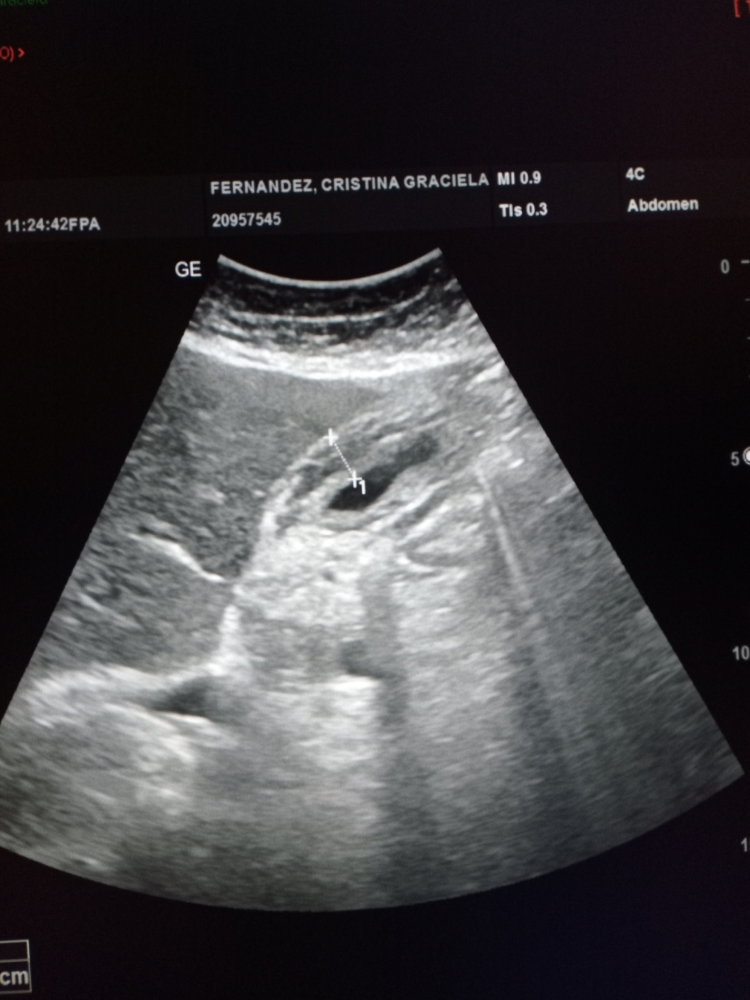 O) >
FERNANDEZ, CRISTINA GRACIELA MI 0.9 4C
11:24:42FPA 20957545 TIs 0.3 Abdomen
GE
0
5
1
10
cm